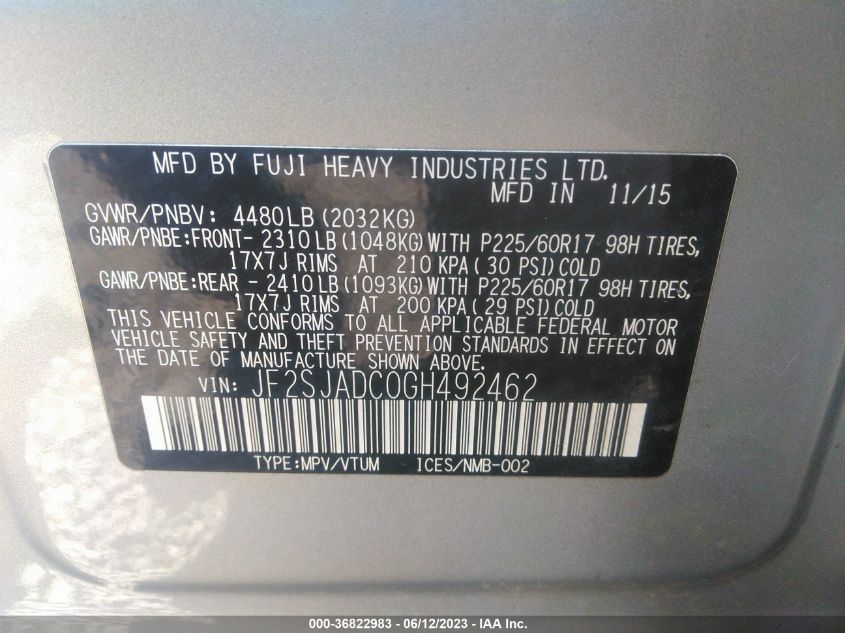 MFD BY FUJI HEAVY INDUSTRIES LTD.
MFD IN 11/15
GVWR/PNBV: 4480LB (2032KG)
GAWR/PNBE:FRONT- 2310LB (1048KG) WITH P225/60R17 98H TIRES,
17X7J RIMS AT 210 KPA (30 PSI) COLD
GAWR/PNBE:REAR - 2410LB (1093KG) WITH P225/60R17 98H TIRES,
17X7J RIMS AT 200 KPA (29 PSI) COLD
THIS VEHICLE CONFORMS TO ALL APPLICABLE FEDERAL MOTOR
VEHICLE SAFETY AND THEFT PREVENTION STANDARDS IN EFFECT ON
THE DATE OF MANUFACTURE SHOWN ABOVE.
VIN: JF2SJADC0GH492462
TYPE:MPV/VTUM ICES/NMB-002
000-36822983 - 06/12/2023 - IAA Inc.